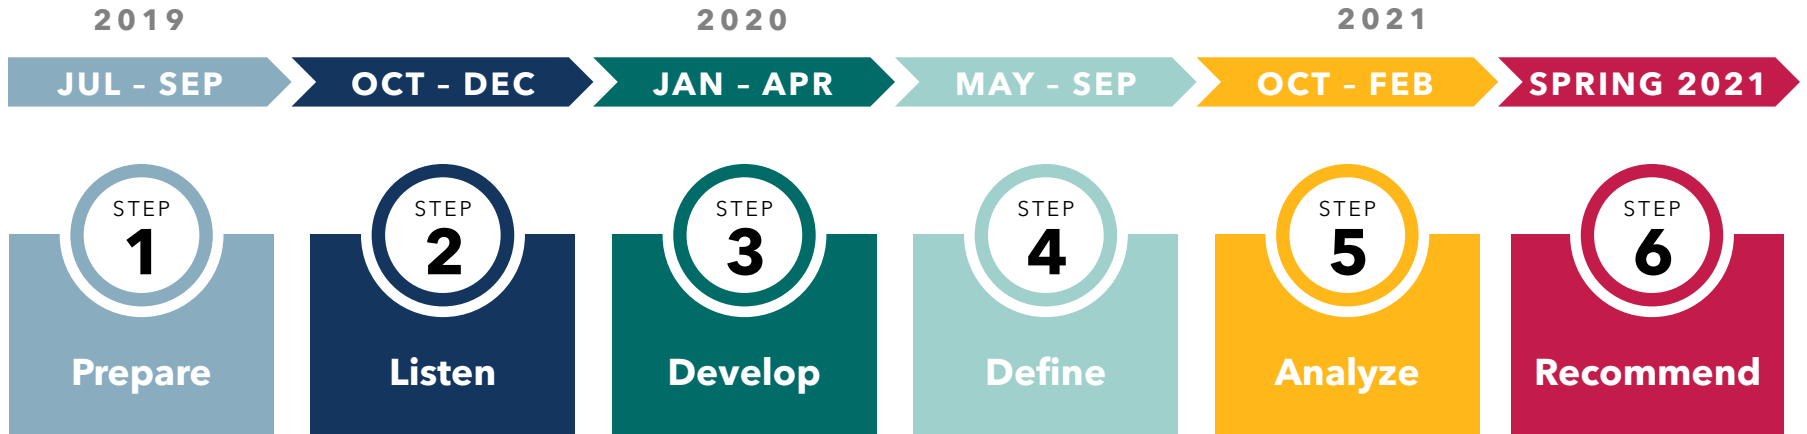 2019 2020 2021
JUL – SEP OCT – DEC JAN – APR MAY – SEP OCT – FEB SPRING 2021
STEP STEP STEP STEP STEP STEP
1 2 3 4 5 6
Prepare Listen Develop Define Analyze Recommend